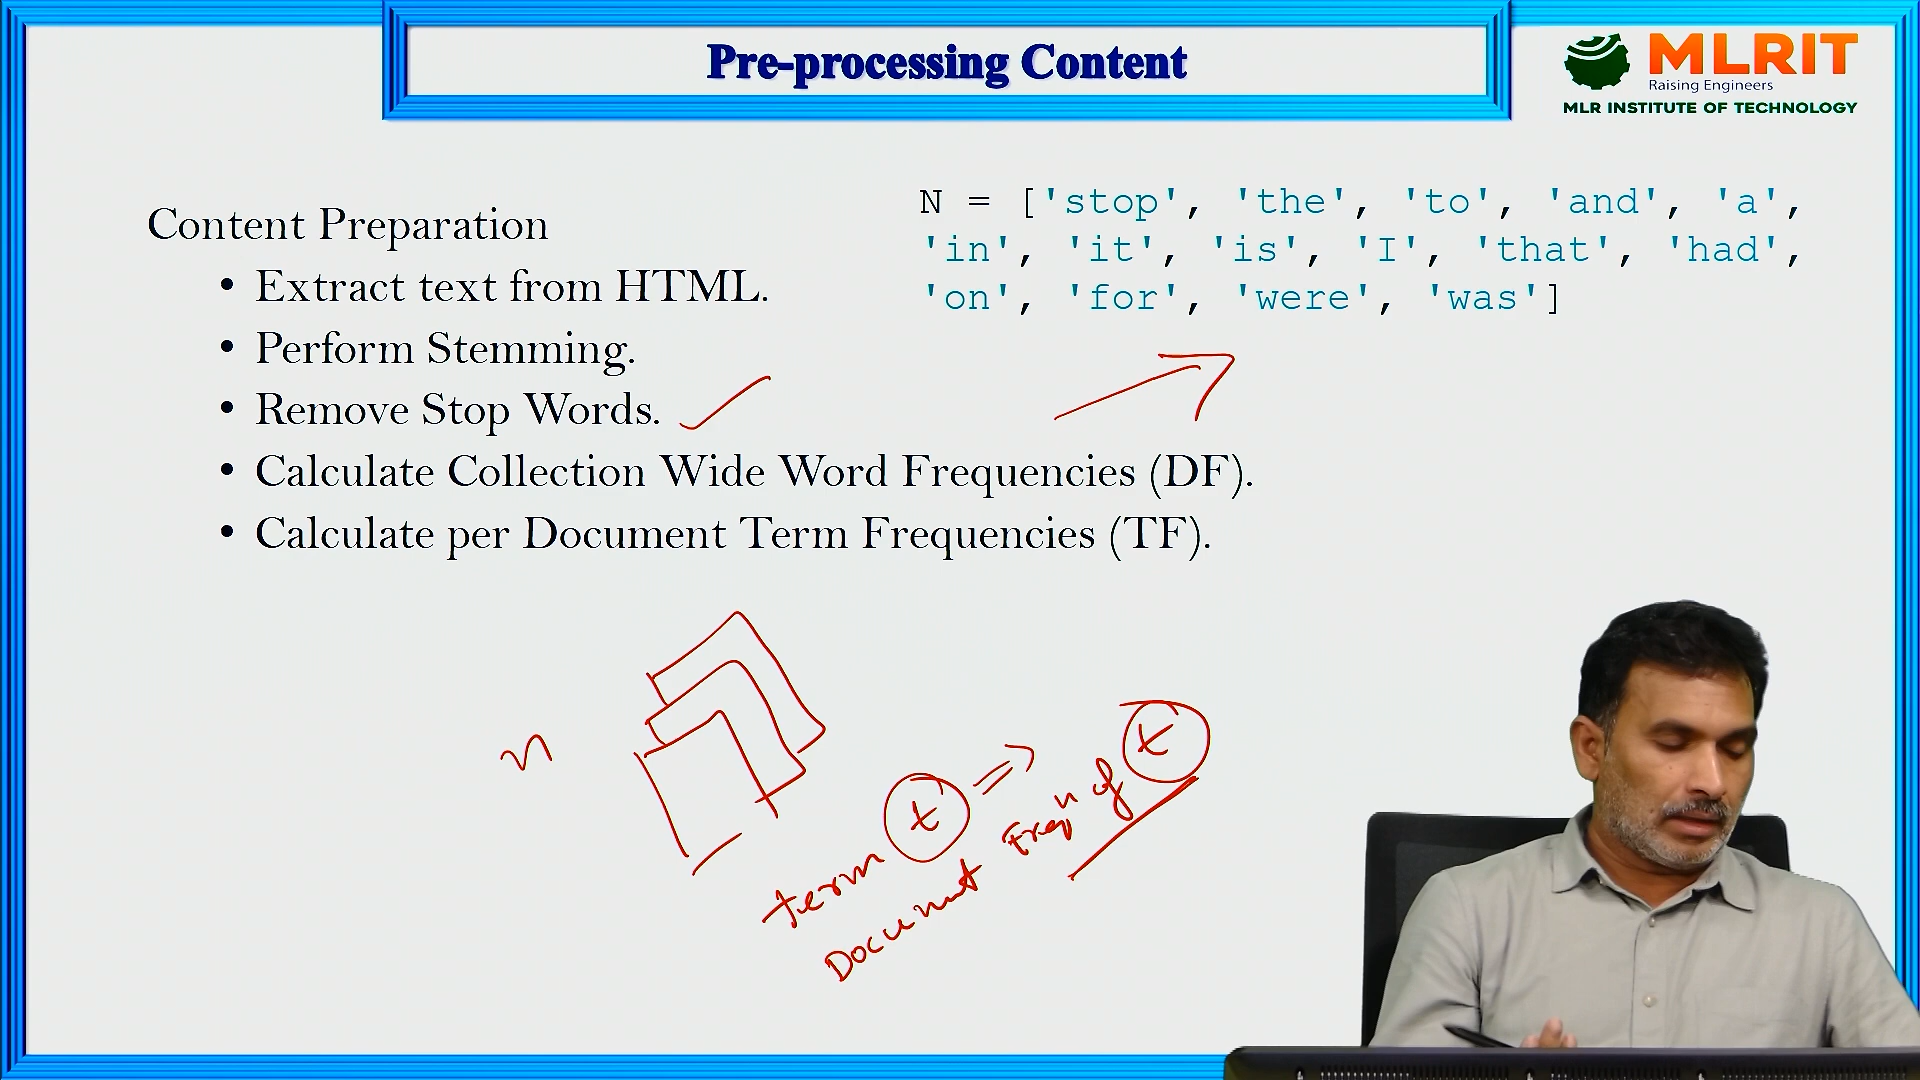 Pre-processing Content
MLRIT
Raising Engineers
MLR INSTITUTE OF TECHNOLOGY
Content Preparation
• Extract text from HTML.
• Perform Stemming.
• Remove Stop Words.
• Calculate Collection Wide Word Frequencies (DF).
• Calculate per Document Term Frequencies (TF).
N = ['stop', 'the', 'to', 'and', 'a',
'in', 'it', 'is', 'I', 'that', 'had',
'on', 'for', 'were', 'was']
n
term t ⇒
Document Freqn of t